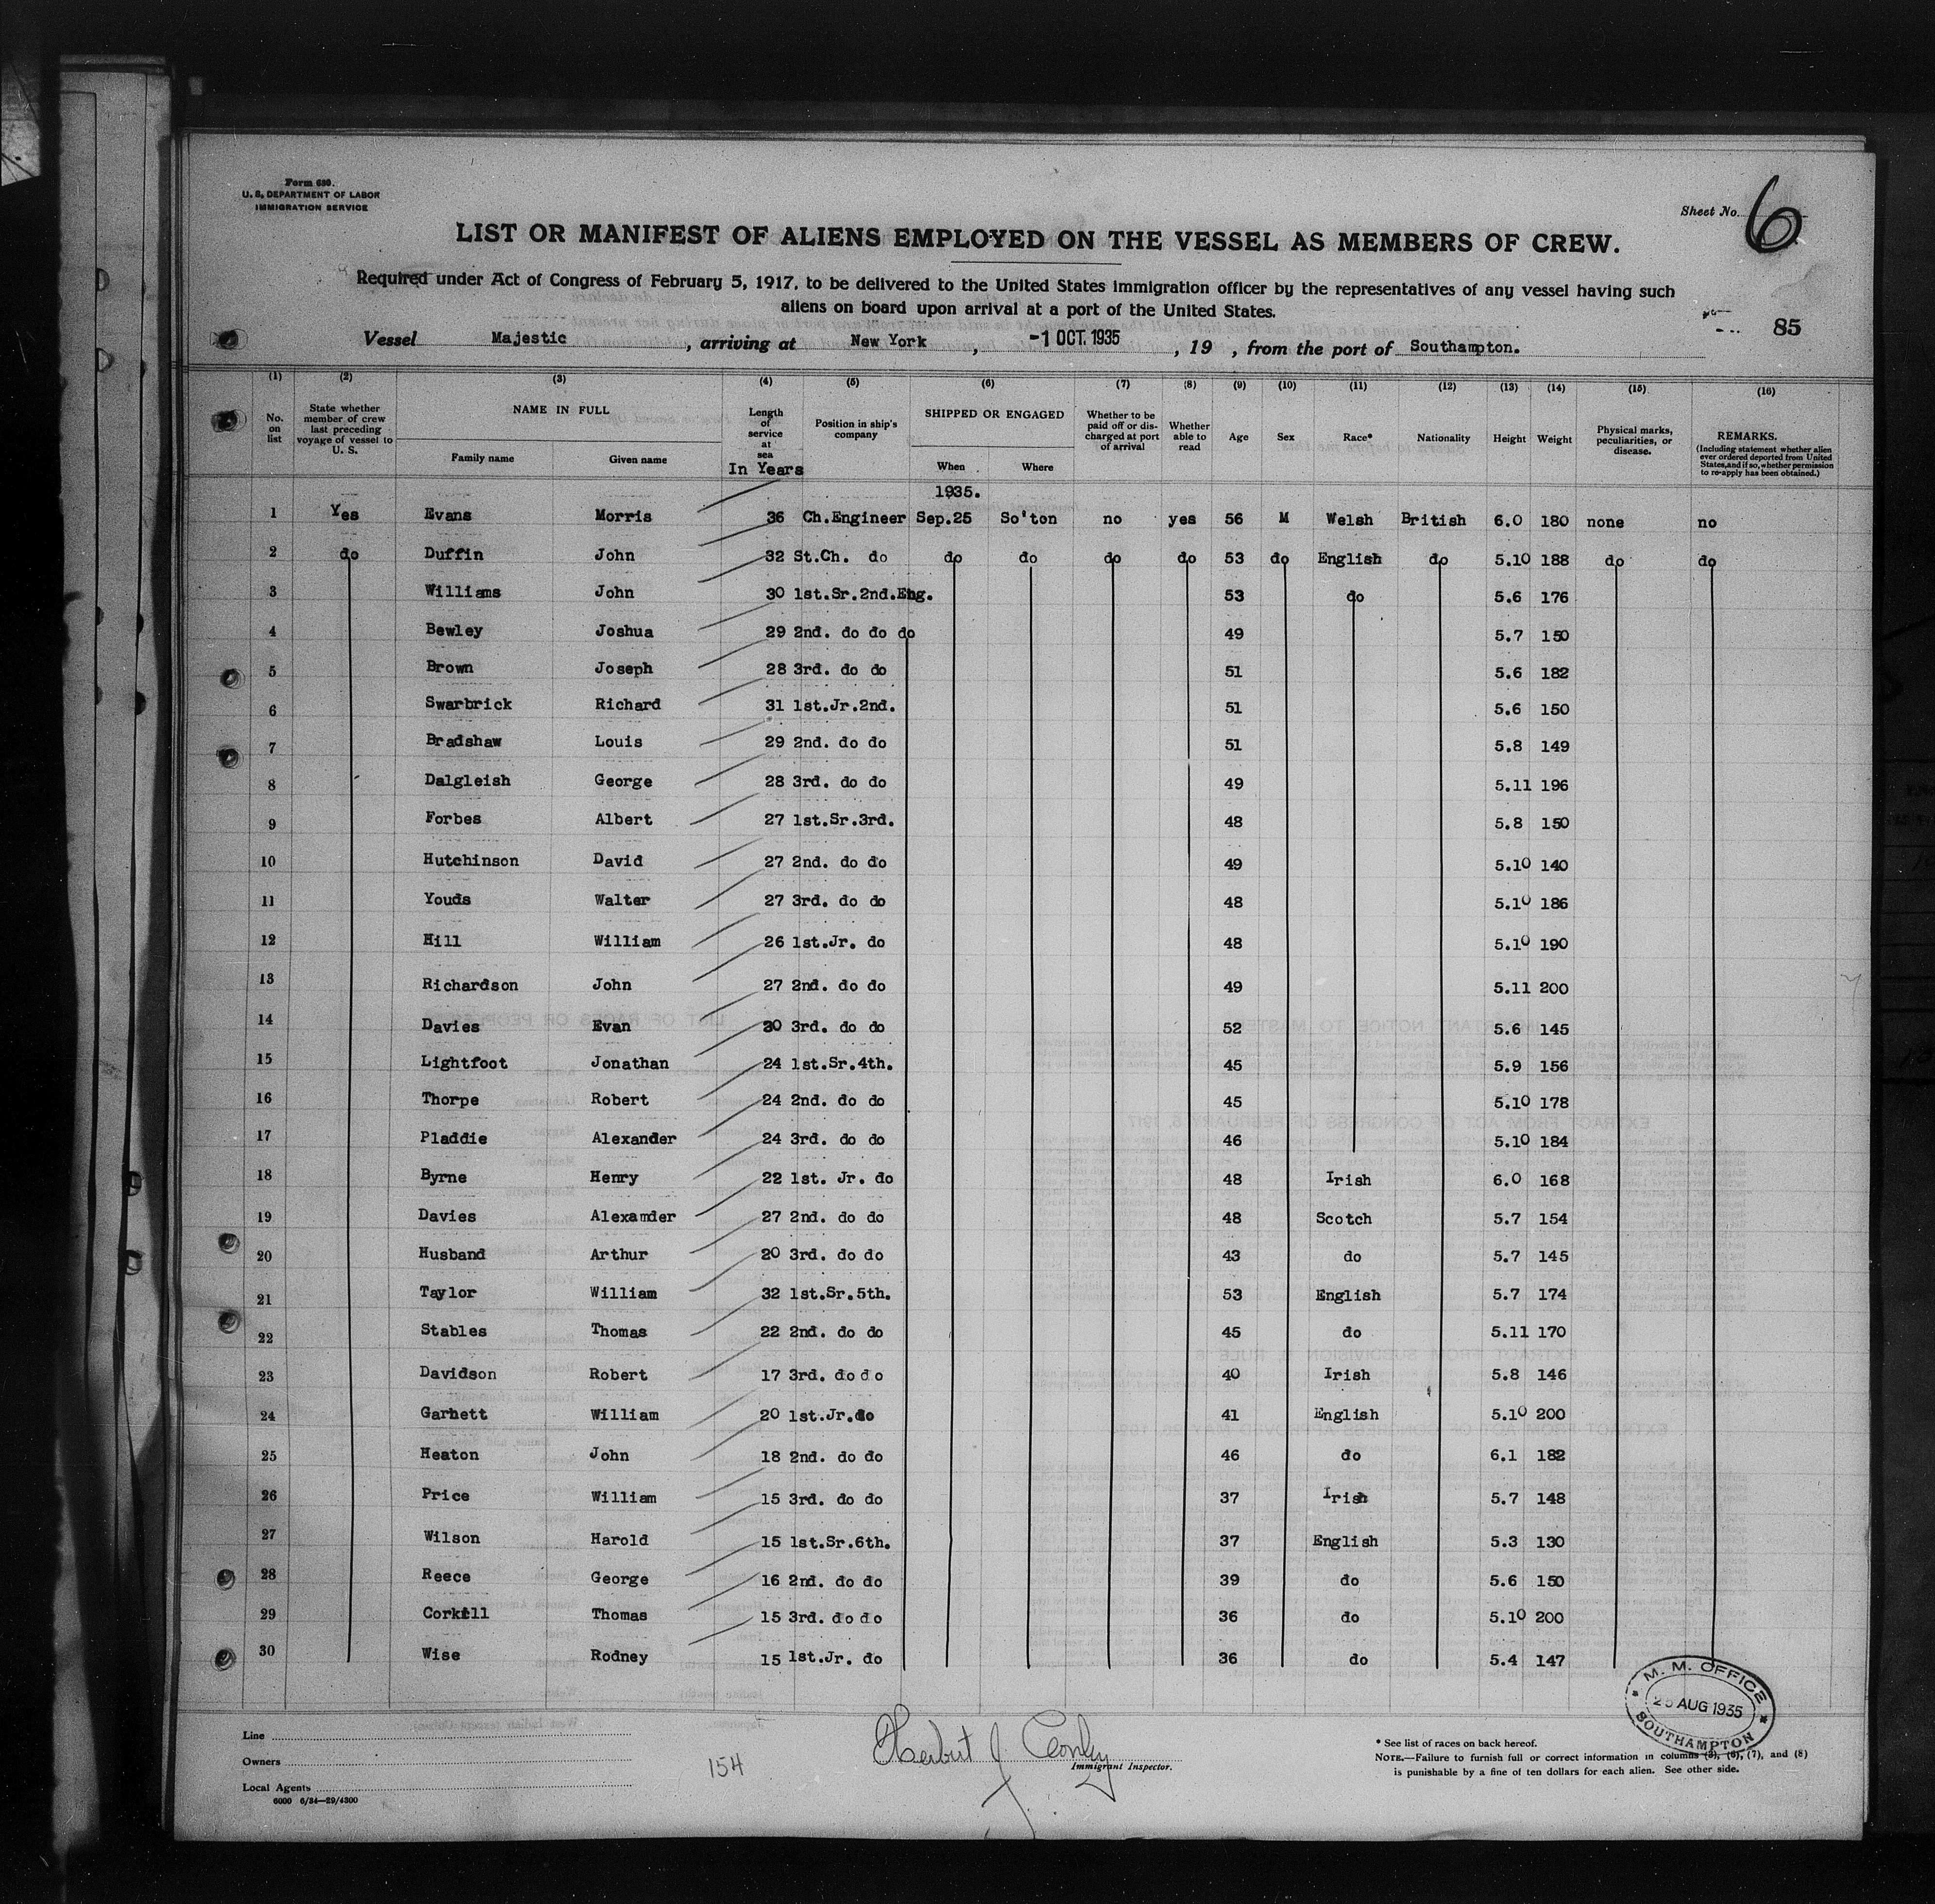 Form 680.
U. S. DEPARTMENT OF LABOR
IMMIGRATION SERVICE
Sheet No. 6
LIST OR MANIFEST OF ALIENS EMPLOYED ON THE VESSEL AS MEMBERS OF CREW.
Required under Act of Congress of February 5, 1917, to be delivered to the United States immigration officer by the representatives of any vessel having such
aliens on board upon arrival at a port of the United States.
85
Vessel Majestic, arriving at New York, -1 OCT. 1935, 19 , from the port of Southampton.
(1) (2) (3) (4) (5) (6) (7) (8) (9) (10) (11) (12) (13) (14) (15) (16)
No. on list
State whether member of crew last preceding voyage of vessel to U. S.
NAME IN FULL
Family name Given name
Length of service at sea
In Years
Position in ship's company
SHIPPED OR ENGAGED
When Where
Whether to be paid off or discharged at port of arrival
Whether able to read
Age Sex Race* Nationality Height Weight
Physical marks, peculiarities, or disease.
REMARKS.
(Including statement whether alien ever ordered deported from United States, and if so, whether permission to re-apply has been obtained.)
1935.
1 Yes Evans Morris 36 Ch.Engineer Sep.25 So'ton no yes 56 M Welsh British 6.0 180 none no
2 do Duffin John 32 St.Ch. do do do do do 53 do English do 5.10 188 do do
3 Williams John 30 1st.Sr.2nd.Eng. 53 do 5.6 176
4 Bewley Joshua 29 2nd. do do do 49 5.7 150
5 Brown Joseph 28 3rd. do do 51 5.6 182
6 Swarbrick Richard 31 1st.Jr.2nd. 51 5.6 150
7 Bradshaw Louis 29 2nd. do do 51 5.8 149
8 Dalgleish George 28 3rd. do do 49 5.11 196
9 Forbes Albert 27 1st.Sr.3rd. 48 5.8 150
10 Hutchinson David 27 2nd. do do 49 5.10 140
11 Youds Walter 27 3rd. do do 48 5.10 186
12 Hill William 26 1st.Jr. do 48 5.10 190
13 Richardson John 27 2nd. do do 49 5.11 200
14 Davies Evan 30 3rd. do do 52 5.6 145
15 Lightfoot Jonathan 24 1st.Sr.4th. 45 5.9 156
16 Thorpe Robert 24 2nd. do do 45 5.10 178
17 Pladdie Alexander 24 3rd. do do 46 5.10 184
18 Byrne Henry 22 1st. Jr. do 48 Irish 6.0 168
19 Davies Alexander 27 2nd. do do 48 Scotch 5.7 154
20 Husband Arthur 20 3rd. do do 43 do 5.7 145
21 Taylor William 32 1st.Sr.5th. 53 English 5.7 174
22 Stables Thomas 22 2nd. do do 45 do 5.11 170
23 Davidson Robert 17 3rd. do do 40 Irish 5.8 146
24 Garnett William 20 1st.Jr.do 41 English 5.10 200
25 Heaton John 18 2nd. do do 46 do 6.1 182
26 Price William 15 3rd. do do 37 Irish 5.7 148
27 Wilson Harold 15 1st.Sr.6th. 37 English 5.3 130
28 Reece George 16 2nd. do do 39 do 5.6 150
29 Corkill Thomas 15 3rd. do do 36 do 5.10 200
30 Wise Rodney 15 1st.Jr. do 36 do 5.4 147
M. M. OFFICE
AUG 1935
SOUTHAMPTON
Line
Owners
Local Agents
6000 6/34—29/4300
154
Herbert J Conley
Immigrant Inspector.
* See list of races on back hereof.
NOTE.—Failure to furnish full or correct information in columns (3), (6), (7), and (8)
is punishable by a fine of ten dollars for each alien. See other side.